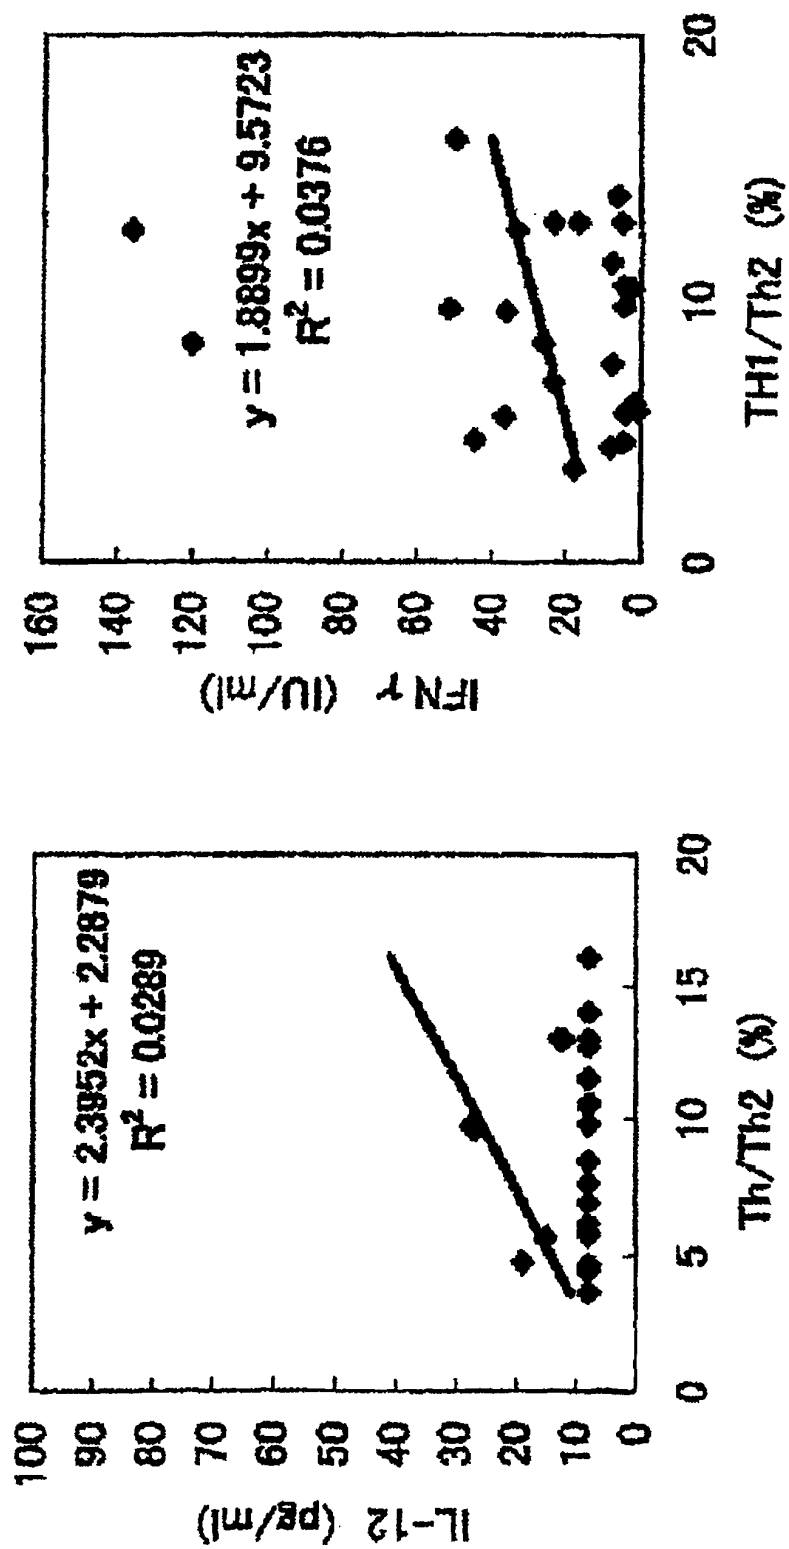 y = 2.3952x + 2.2879
R² = 0.0289
IL-12 (pg/ml)
100
90
80
70
60
50
40
30
20
10
0
0 5 10 15 20
Th/Th2 (%)
y = 1.8899x + 9.5723
R² = 0.0376
IFN γ (IU/ml)
160
140
120
100
80
60
40
20
0
0 10 20
TH1/Th2 (%)